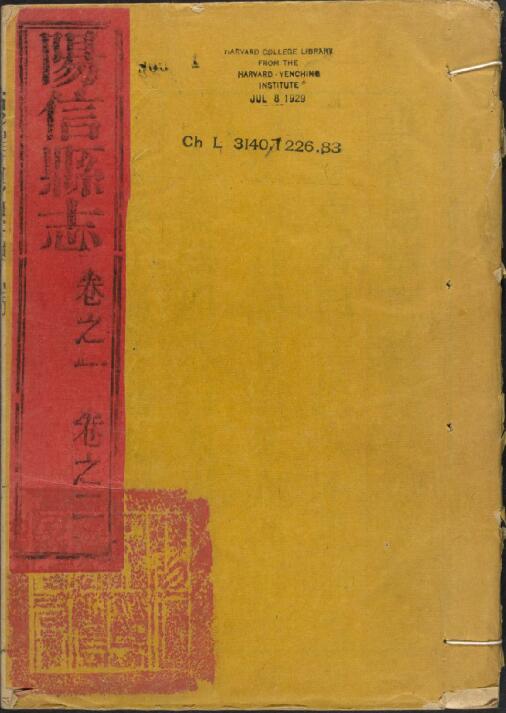 陽信縣志
卷之一 卷之二
HARVARD COLLEGE LIBRARY
FROM THE
HARVARD-YENCHING
INSTITUTE
JUL 8 1929
Ch L 3140.7226.83